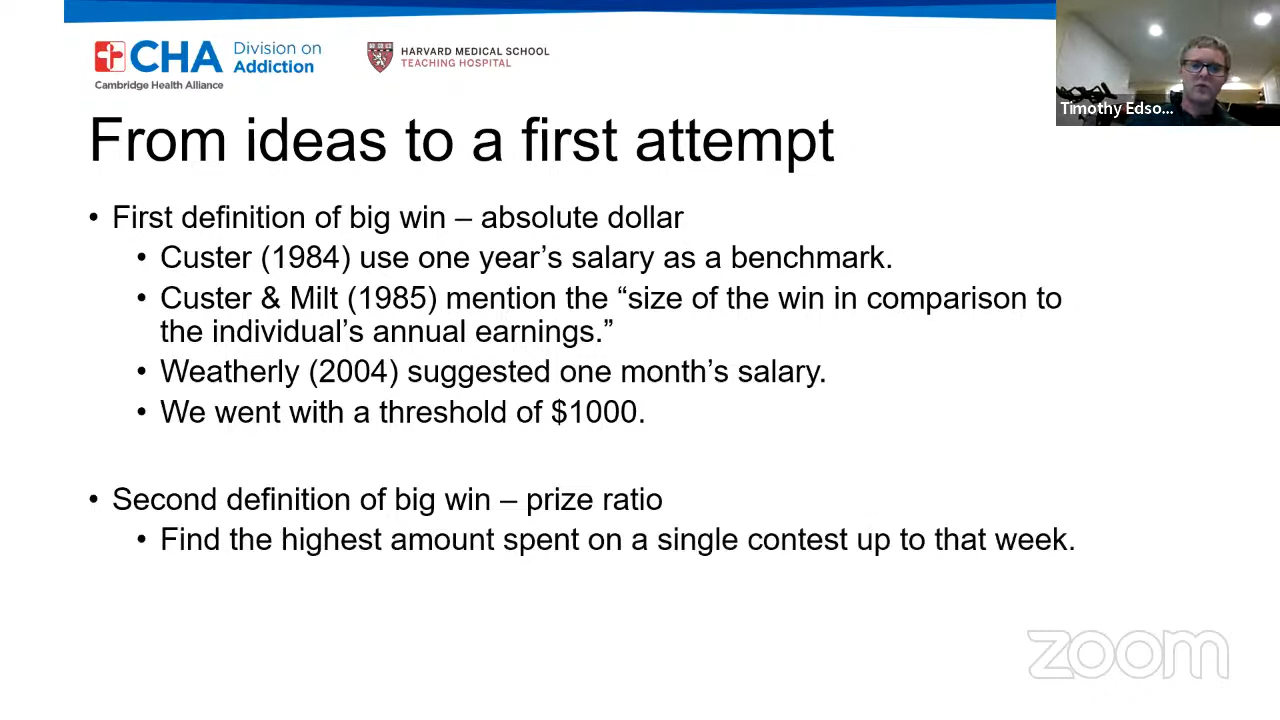 CHA
Cambridge Health Alliance
Division on
Addiction
HARVARD MEDICAL SCHOOL
TEACHING HOSPITAL
Timothy Edso...
From ideas to a first attempt
• First definition of big win – absolute dollar
• Custer (1984) use one year’s salary as a benchmark.
• Custer & Milt (1985) mention the “size of the win in comparison to
the individual’s annual earnings.”
• Weatherly (2004) suggested one month’s salary.
• We went with a threshold of $1000.
• Second definition of big win – prize ratio
• Find the highest amount spent on a single contest up to that week.
zoom